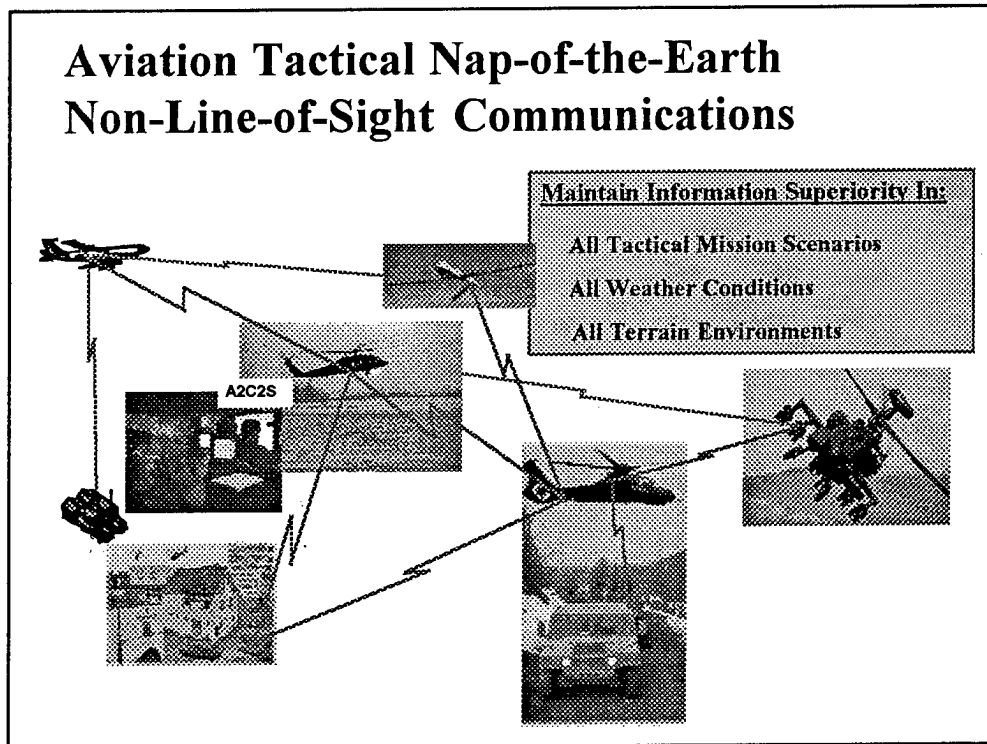 Aviation Tactical Nap-of-the-Earth
Non-Line-of-Sight Communications
Maintain Information Superiority In:
All Tactical Mission Scenarios
All Weather Conditions
All Terrain Environments
A2C2S